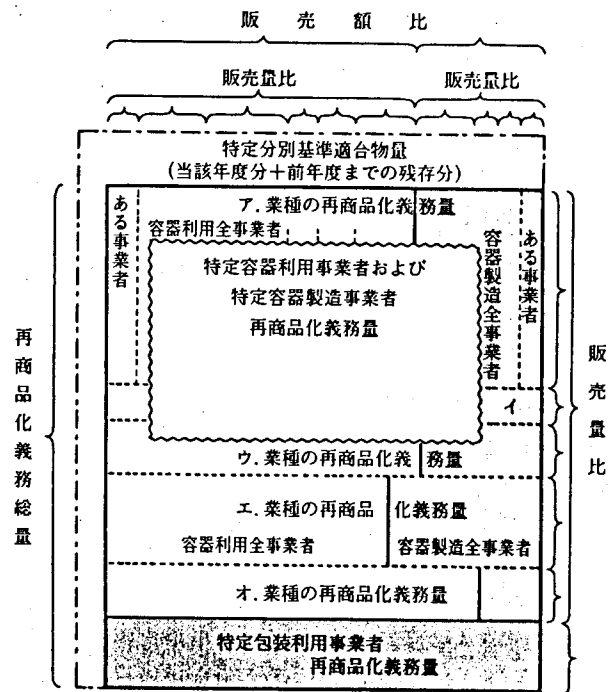 販売額比
販売量比
販売量比
特定分別基準適合物量
(当該年度分+前年度までの残存分)
ある事業者
ア.業種の再商品化義務量
容器利用全事業者
特定容器利用事業者および
特定容器製造事業者
再商品化義務量
容器製造全事業者
ある事業者
イ
ウ.業種の再商品化義務量
エ.業種の再商品化義務量
容器利用全事業者
容器製造全事業者
オ.業種の再商品化義務量
特定包装利用事業者
再商品化義務量
再商品化義務総量
販売量比